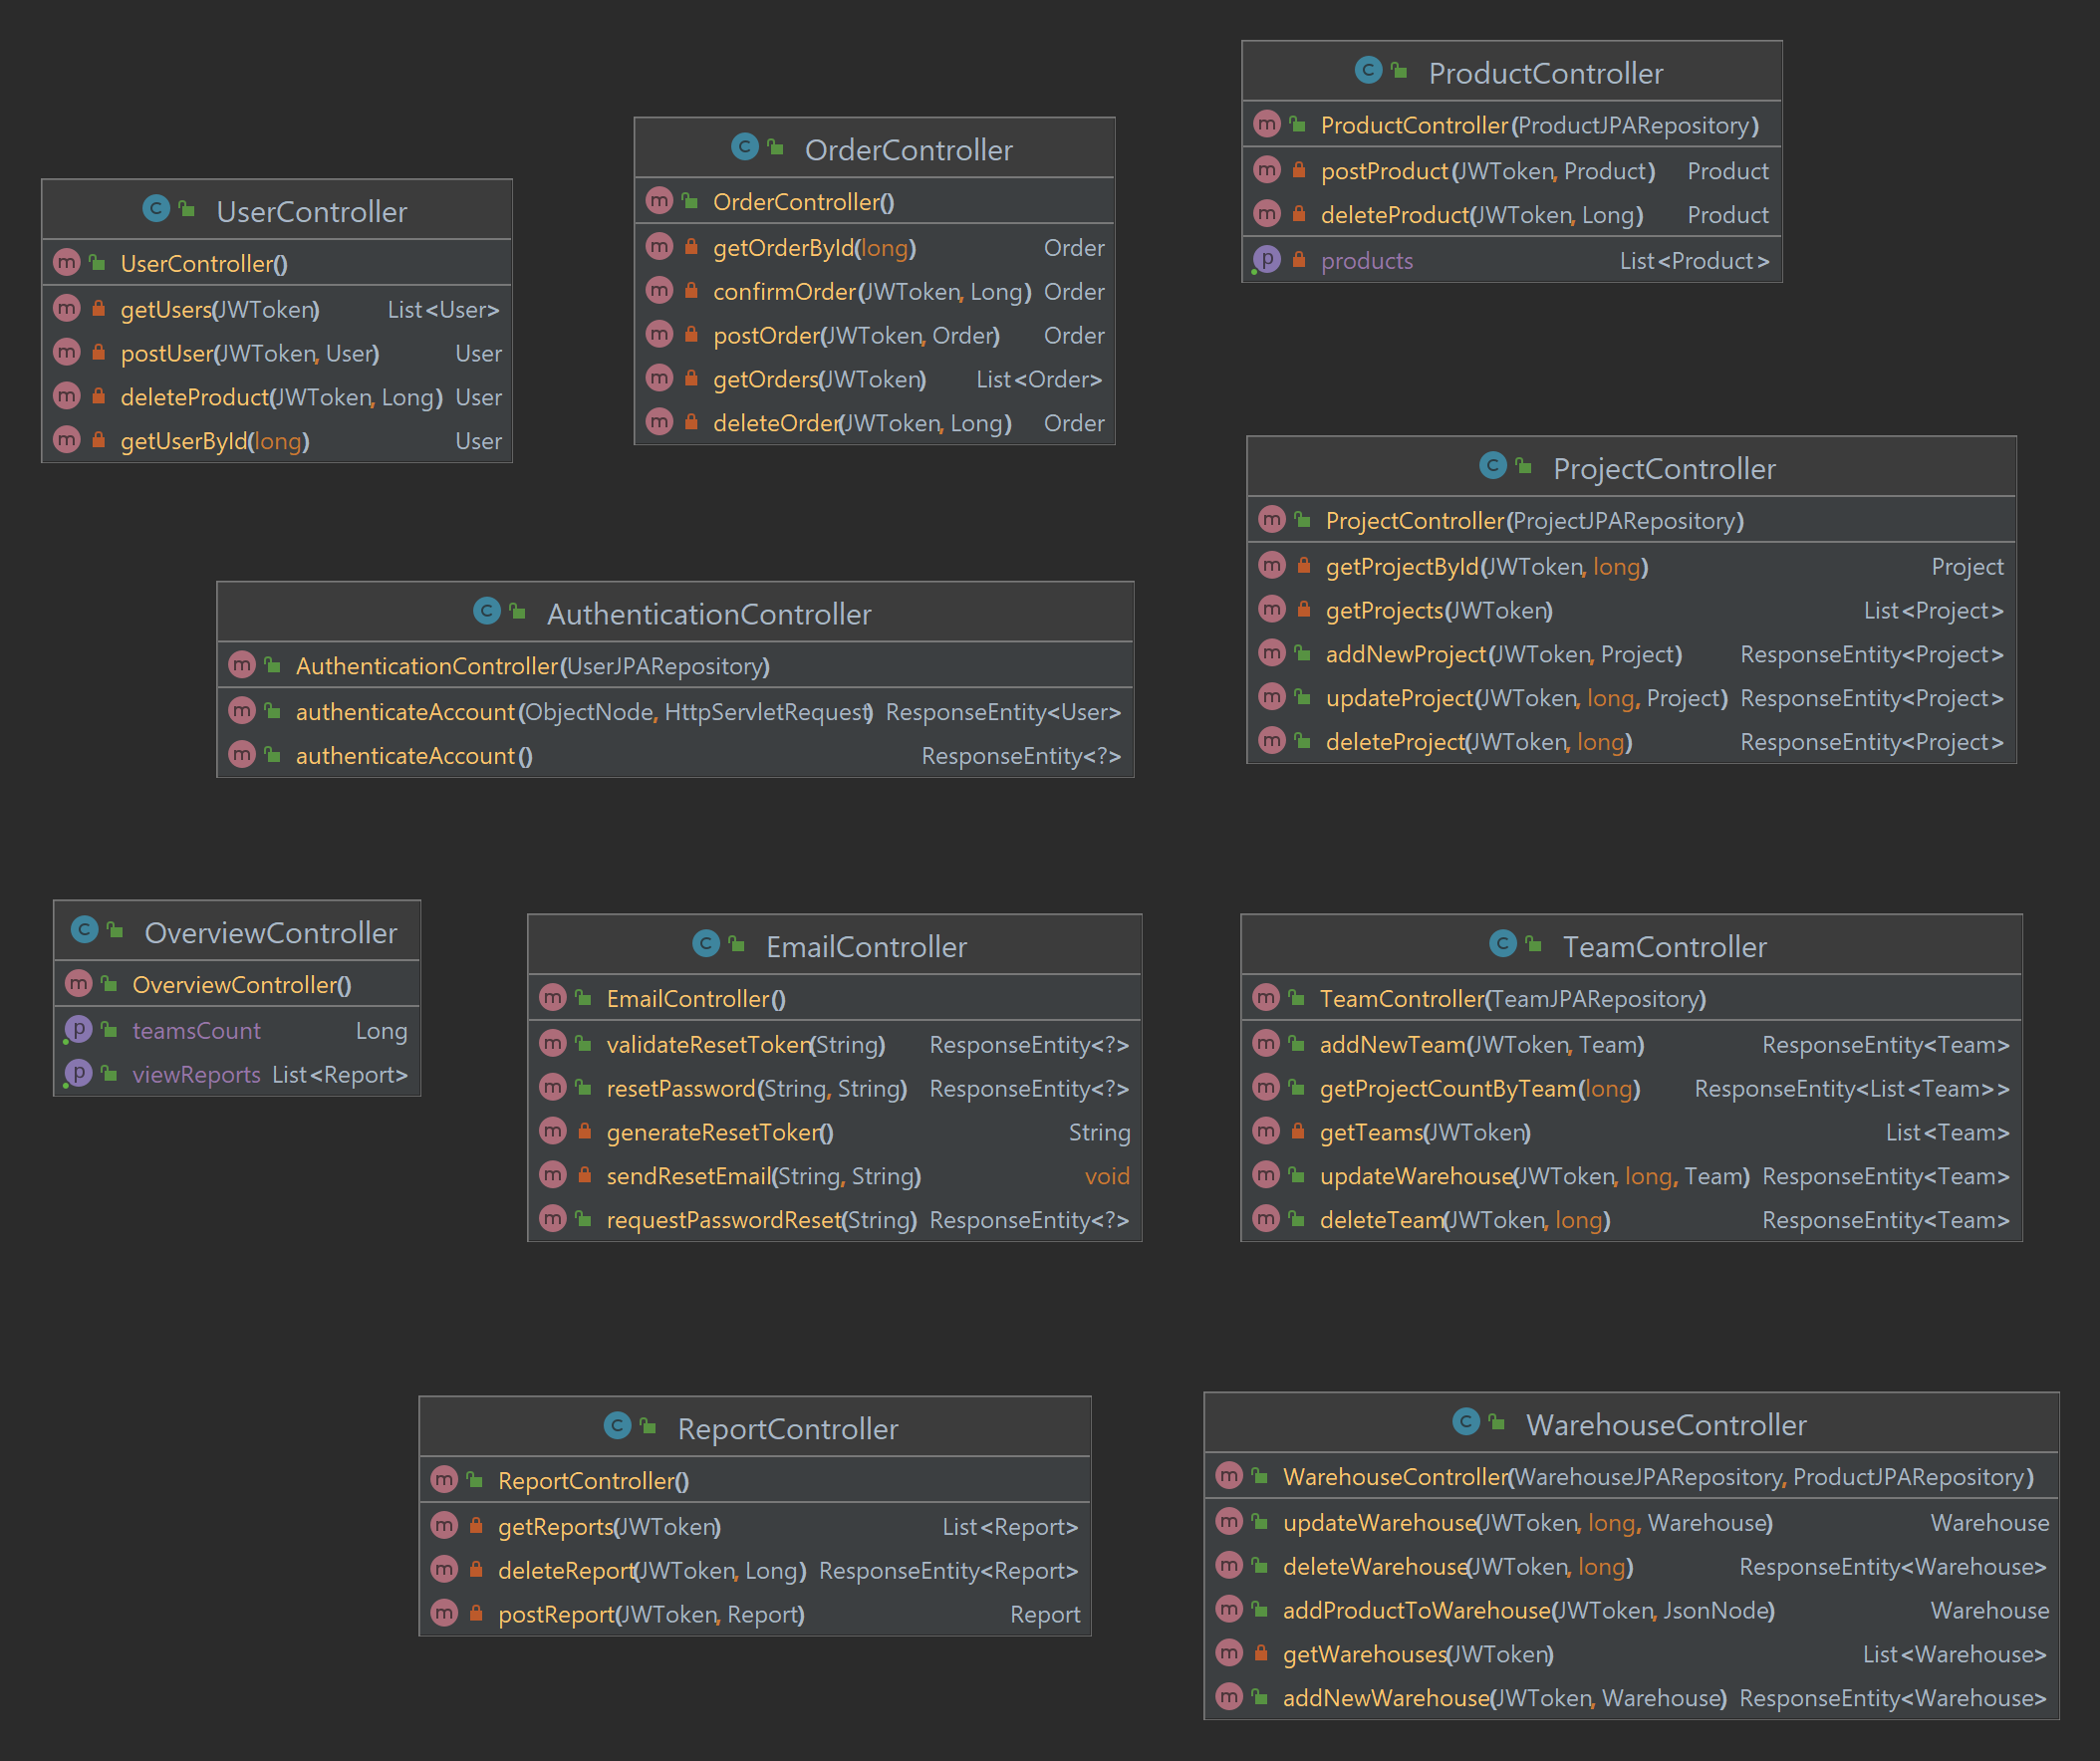 UserController
UserController()
getUsers(JWToken) List<User>
postUser(JWToken, User) User
deleteProduct(JWToken, Long) User
getUserById(long) User
OrderController
OrderController()
getOrderById(long) Order
confirmOrder(JWToken, Long) Order
postOrder(JWToken, Order) Order
getOrders(JWToken) List<Order>
deleteOrder(JWToken, Long) Order
ProductController
ProductController(ProductJPARepository)
postProduct(JWToken, Product) Product
deleteProduct(JWToken, Long) Product
products List<Product>
ProjectController
ProjectController(ProjectJPARepository)
getProjectById(JWToken, long) Project
getProjects(JWToken) List<Project>
addNewProject(JWToken, Project) ResponseEntity<Project>
updateProject(JWToken, long, Project) ResponseEntity<Project>
deleteProject(JWToken, long) ResponseEntity<Project>
AuthenticationController
AuthenticationController(UserJPARepository)
authenticateAccount(ObjectNode, HttpServletRequest) ResponseEntity<User>
authenticateAccount() ResponseEntity<?>
OverviewController
OverviewController()
teamsCount Long
viewReports List<Report>
EmailController
EmailController()
validateResetToken(String) ResponseEntity<?>
resetPassword(String, String) ResponseEntity<?>
generateResetToken() String
sendResetEmail(String, String) void
requestPasswordReset(String) ResponseEntity<?>
TeamController
TeamController(TeamJPARepository)
addNewTeam(JWToken, Team) ResponseEntity<Team>
getProjectCountByTeam(long) ResponseEntity<List<Team>>
getTeams(JWToken) List<Team>
updateWarehouse(JWToken, long, Team) ResponseEntity<Team>
deleteTeam(JWToken, long) ResponseEntity<Team>
ReportController
ReportController()
getReports(JWToken) List<Report>
deleteReport(JWToken, Long) ResponseEntity<Report>
postReport(JWToken, Report) Report
WarehouseController
WarehouseController(WarehouseJPARepository, ProductJPARepository)
updateWarehouse(JWToken, long, Warehouse) Warehouse
deleteWarehouse(JWToken, long) ResponseEntity<Warehouse>
addProductToWarehouse(JWToken, JsonNode) Warehouse
getWarehouses(JWToken) List<Warehouse>
addNewWarehouse(JWToken, Warehouse) ResponseEntity<Warehouse>